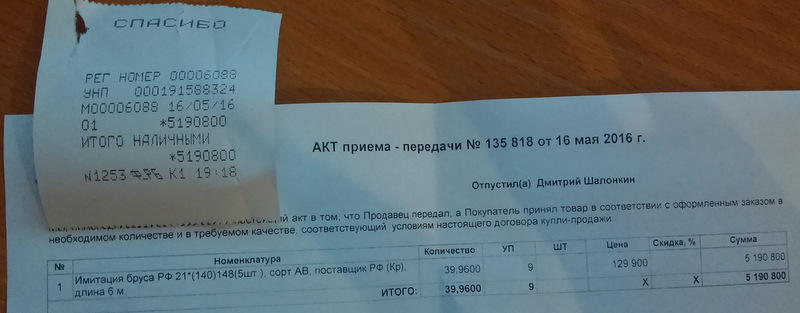 СПАСИБО
РЕГ.НОМЕР 00006088
УНП 000191588324
М00006088 16/05/16
01 *5190800
ИТОГО НАЛИЧНЫМИ
*5190800
N1253 К1 19:18
АКТ приема - передачи № 135 818 от 16 мая 2016 г.
Отпустил(а) Дмитрий Шалонкин
акт в том, что Продавец передал, а Покупатель принял товар в соответствии с оформленным заказом в
необходимом количестве и в требуемом качестве, соответствующий условиям настоящего договора купли-продажи.
№ Номенклатура Количество УП ШТ Цена Скидка, % Сумма
1 Имитация бруса РФ 21*(140)148(5шт.), сорт АВ, поставщик РФ (Кр). 39,9600 9 129 900 5 190 800
длина 6 м.
ИТОГО: 39,9600 9 X X 5 190 800